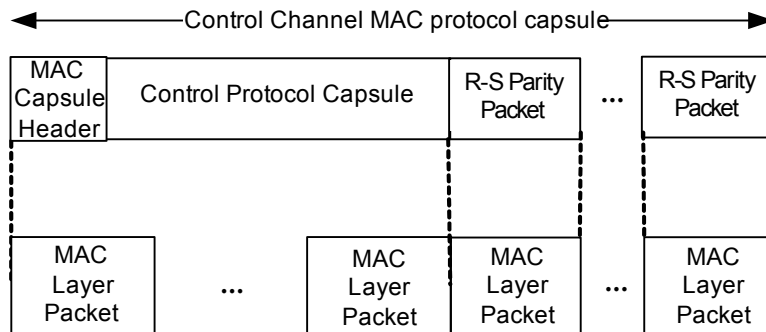 Control Channel MAC protocol capsule
MAC
Capsule
Header
Control Protocol Capsule
R-S Parity
Packet
...
R-S Parity
Packet
MAC
Layer
Packet
...
MAC
Layer
Packet
MAC
Layer
Packet
...
MAC
Layer
Packet